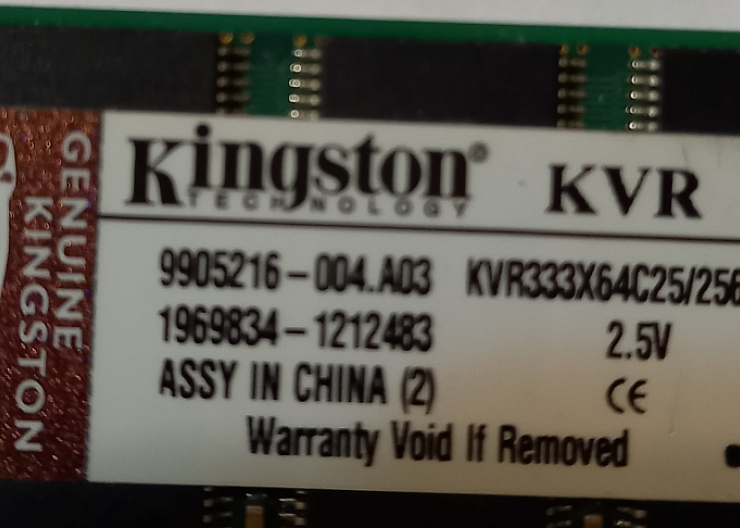 GENUINE
KINGSTON
Kingston® KVR
TECHNOLOGY
9905216-004.A03 KVR333X64C25/256
1969834-1212483 2.5V
ASSY IN CHINA (2) CE
Warranty Void If Removed